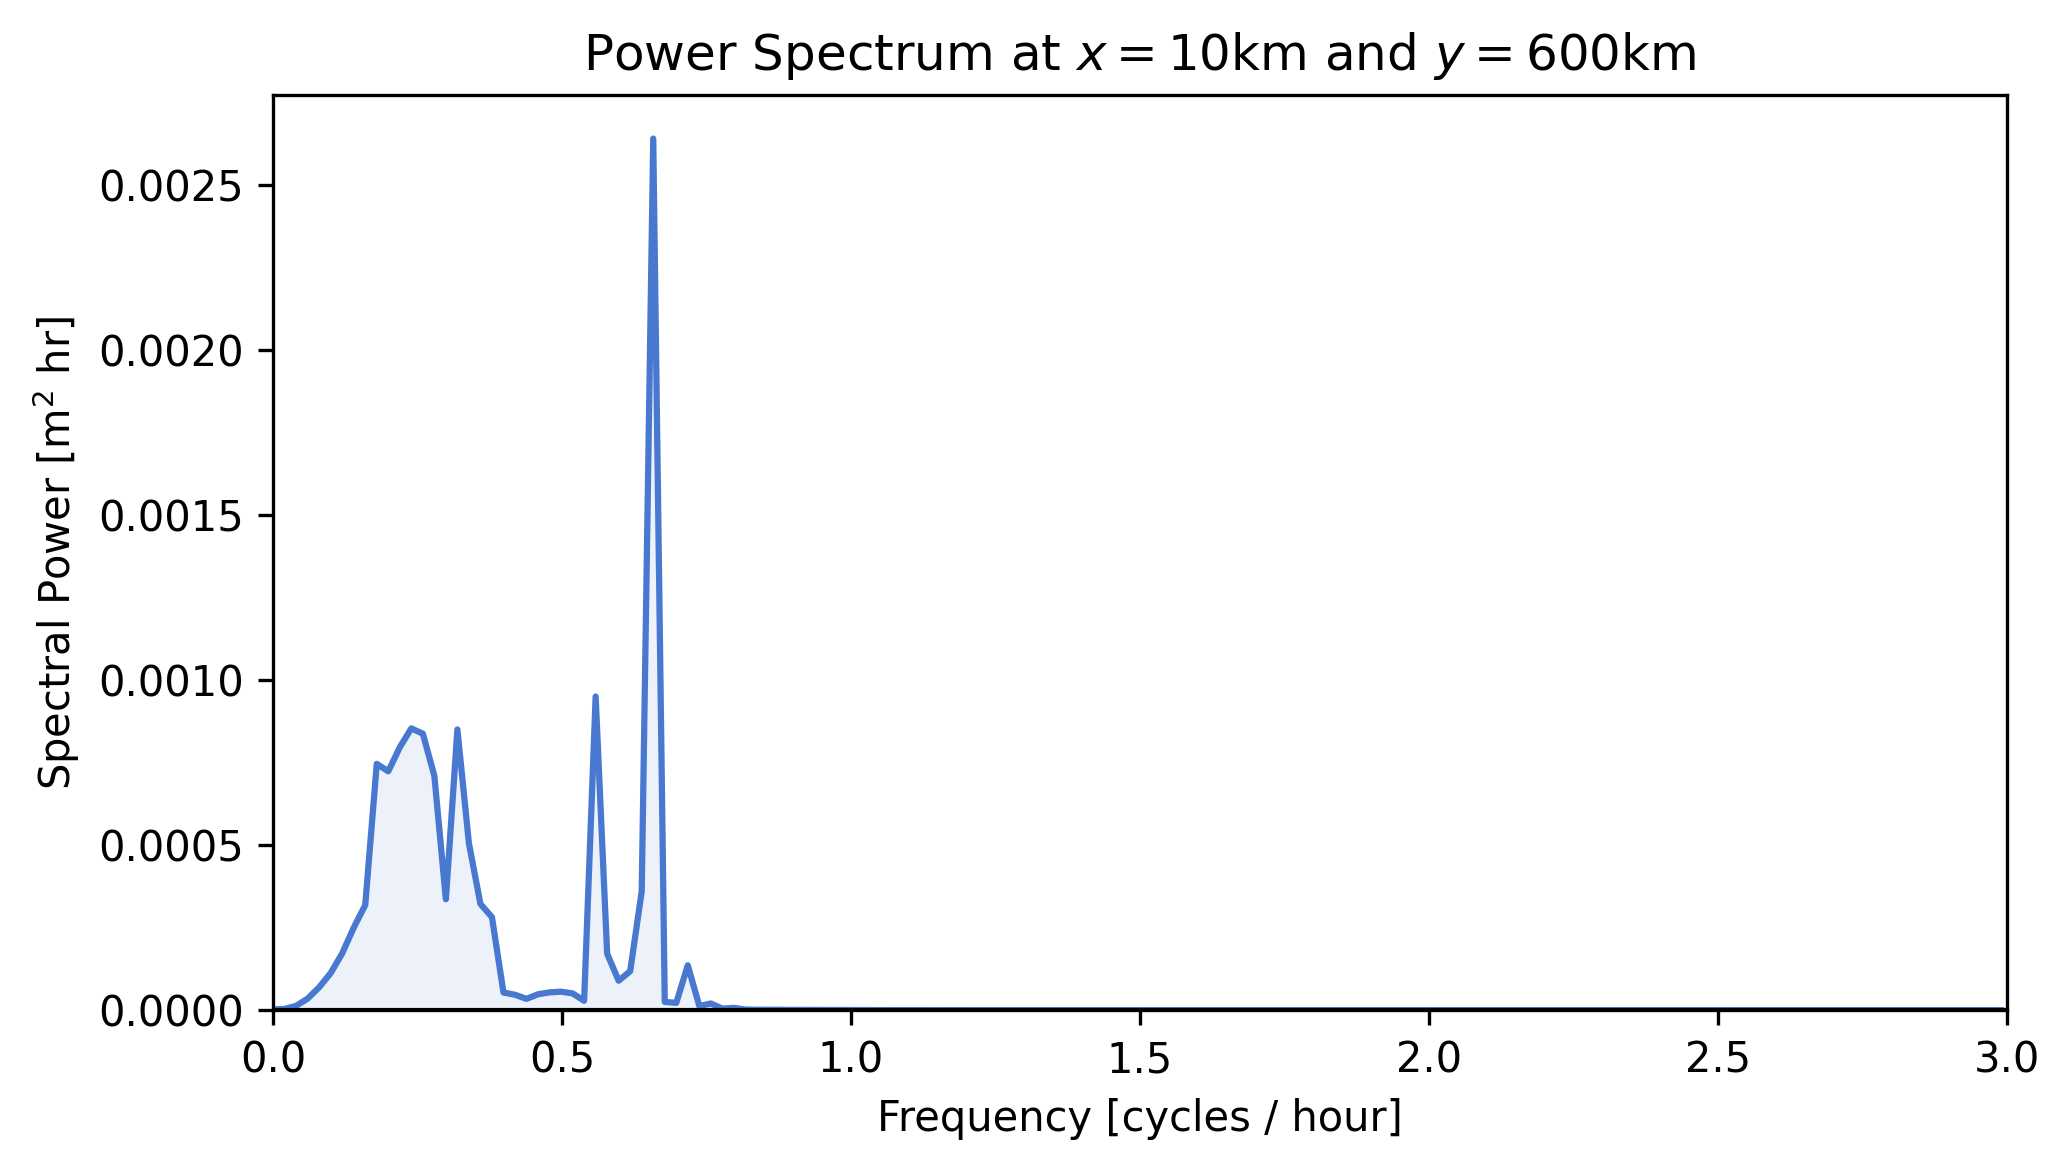 Power Spectrum at x = 10km and y = 600km
Spectral Power [m² hr]
0.0025
0.0020
0.0015
0.0010
0.0005
0.0000
0.0 0.5 1.0 1.5 2.0 2.5 3.0
Frequency [cycles / hour]